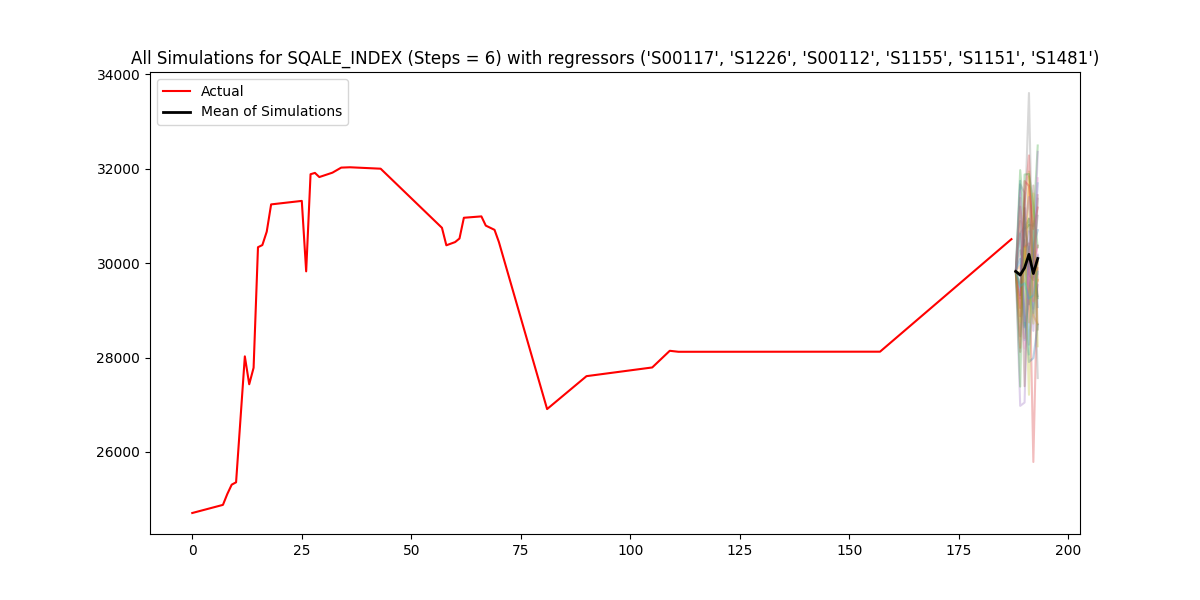 All Simulations for SQALE_INDEX (Steps = 6) with regressors ('S00117', 'S1226', 'S00112', 'S1155', 'S1151', 'S1481')
Actual
Mean of Simulations
34000
32000
30000
28000
26000
0 25 50 75 100 125 150 175 200